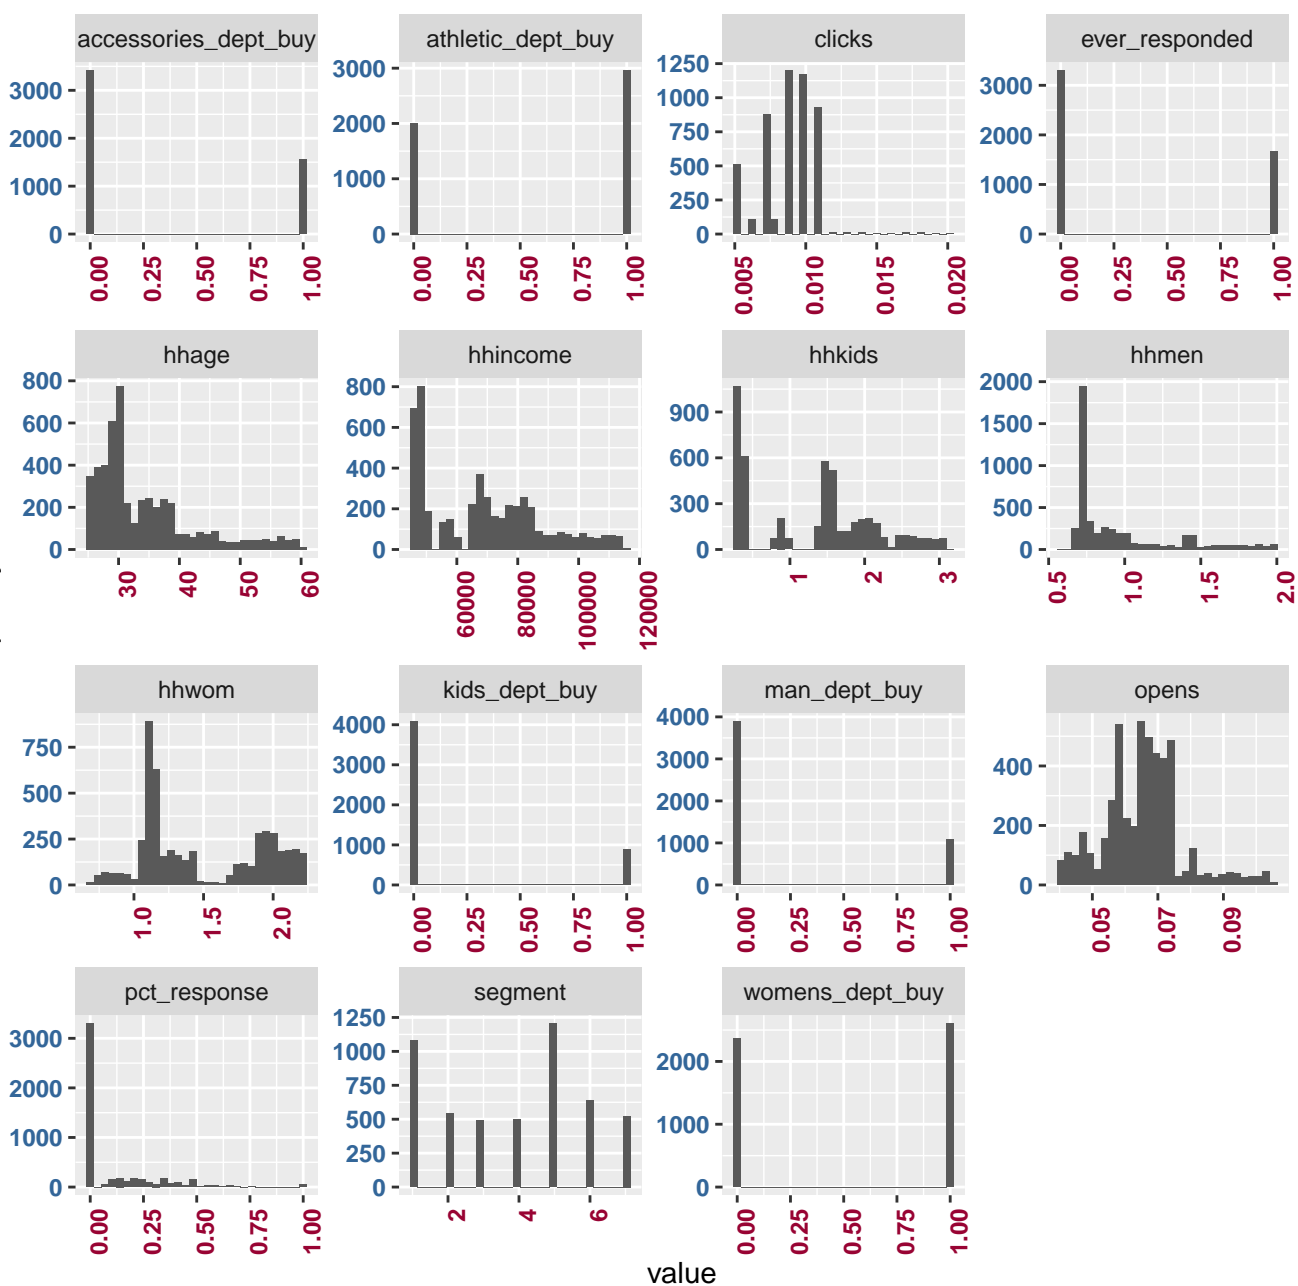 accessories_dept_buy athletic_dept_buy clicks ever_responded
3000 2000 1000 0
3000 2000 1000 0
1250 1000 750 500 250 0
3000 2000 1000 0
0.00 0.25 0.50 0.75 1.00
0.00 0.25 0.50 0.75 1.00
0.005 0.010 0.015 0.020
0.00 0.25 0.50 0.75 1.00
hhage hhincome hhkids hhmen
800 600 400 200 0
800 600 400 200 0
900 600 300 0
2000 1500 1000 500 0
30 40 50 60
60000 80000 100000 120000
1 2 3
0.5 1.0 1.5 2.0
hhwom kids_dept_buy man_dept_buy opens
750 500 250 0
4000 3000 2000 1000 0
4000 3000 2000 1000 0
400 200 0
1.0 1.5 2.0
0.00 0.25 0.50 0.75 1.00
0.00 0.25 0.50 0.75 1.00
0.05 0.07 0.09
pct_response segment womens_dept_buy
3000 2000 1000 0
1250 1000 750 500 250 0
2000 1000 0
0.00 0.25 0.50 0.75 1.00
2 4 6
0.00 0.25 0.50 0.75 1.00
value